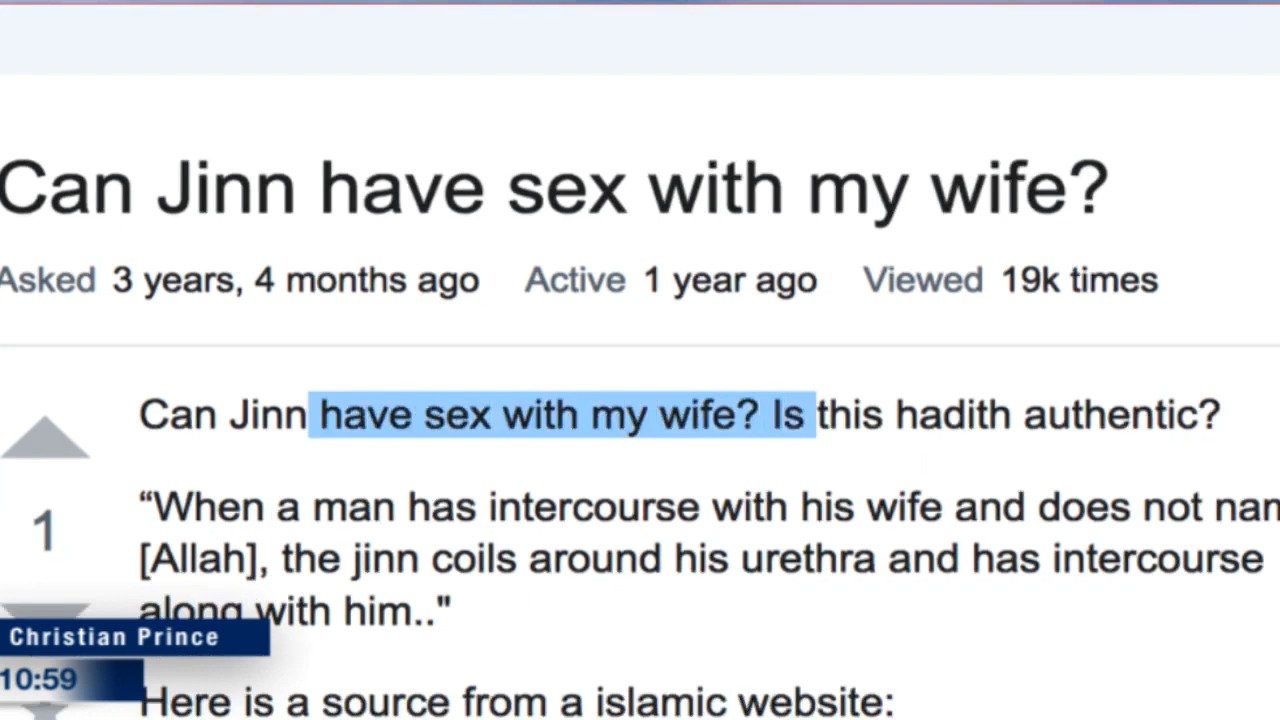 Can Jinn have sex with my wife?
Asked 3 years, 4 months ago Active 1 year ago Viewed 19k times
Can Jinn have sex with my wife? Is this hadith authentic?
“When a man has intercourse with his wife and does not
[Allah], the jinn coils around his urethra and has intercourse
1
along with him.."
Christian Prince
10:59
Here is a source from a islamic website: